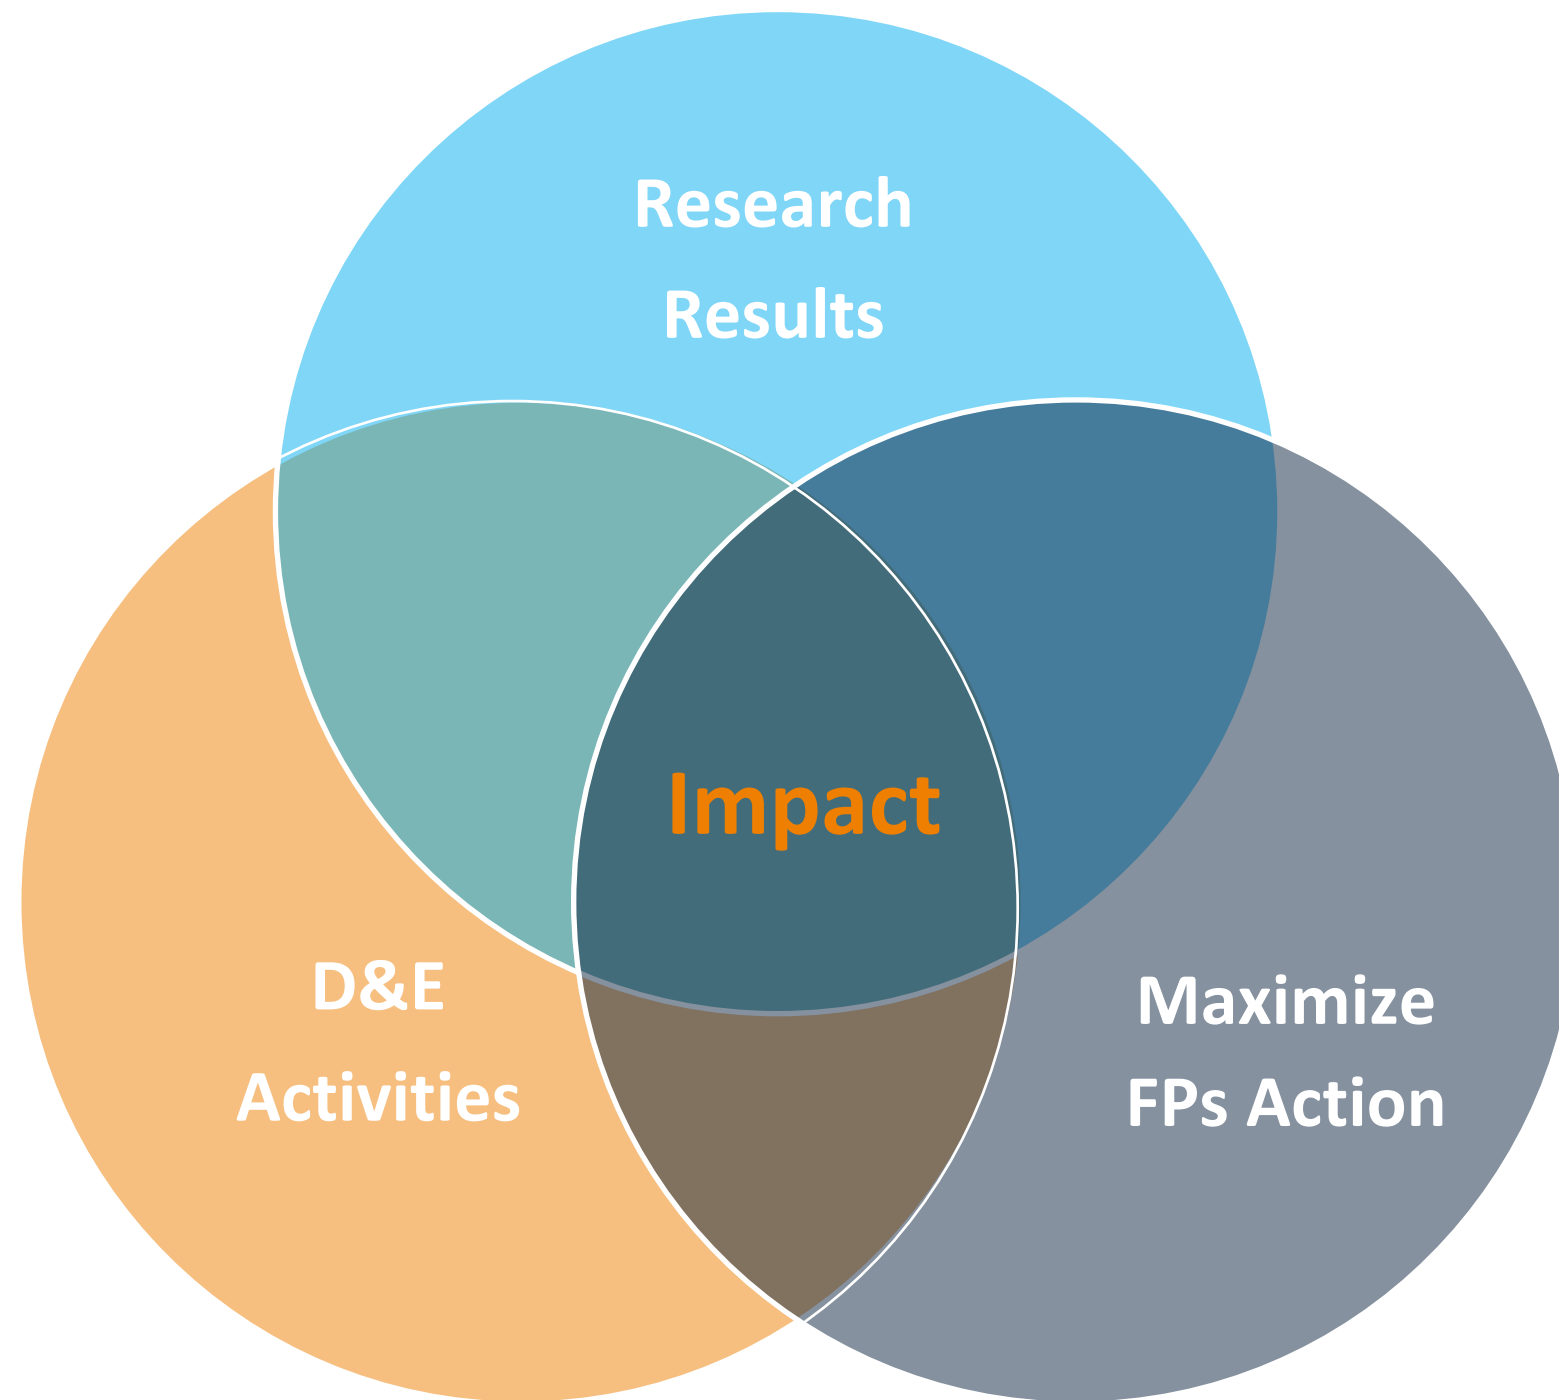 Research
Results
Impact
D&E
Activities
Maximize
FPs Action